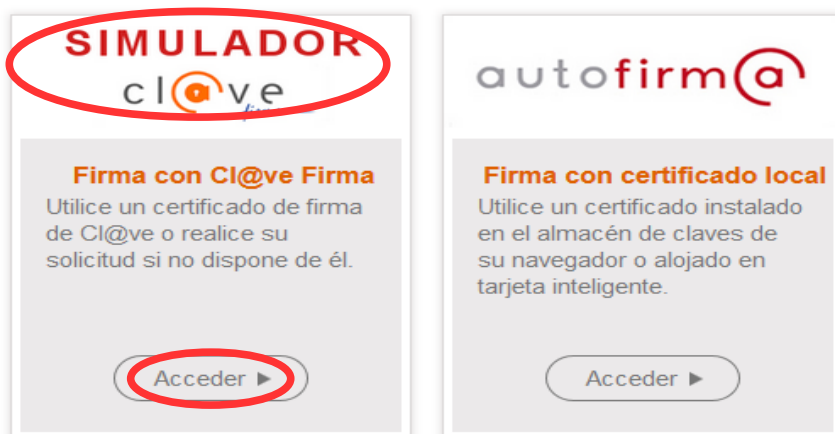 SIMULADOR
cl@ve
Firma con Cl@ve Firma
Utilice un certificado de firma
de Cl@ve o realice su
solicitud si no dispone de él.
Acceder ►
autofirm@
Firma con certificado local
Utilice un certificado instalado
en el almacén de claves de
su navegador o alojado en
tarjeta inteligente.
Acceder ►